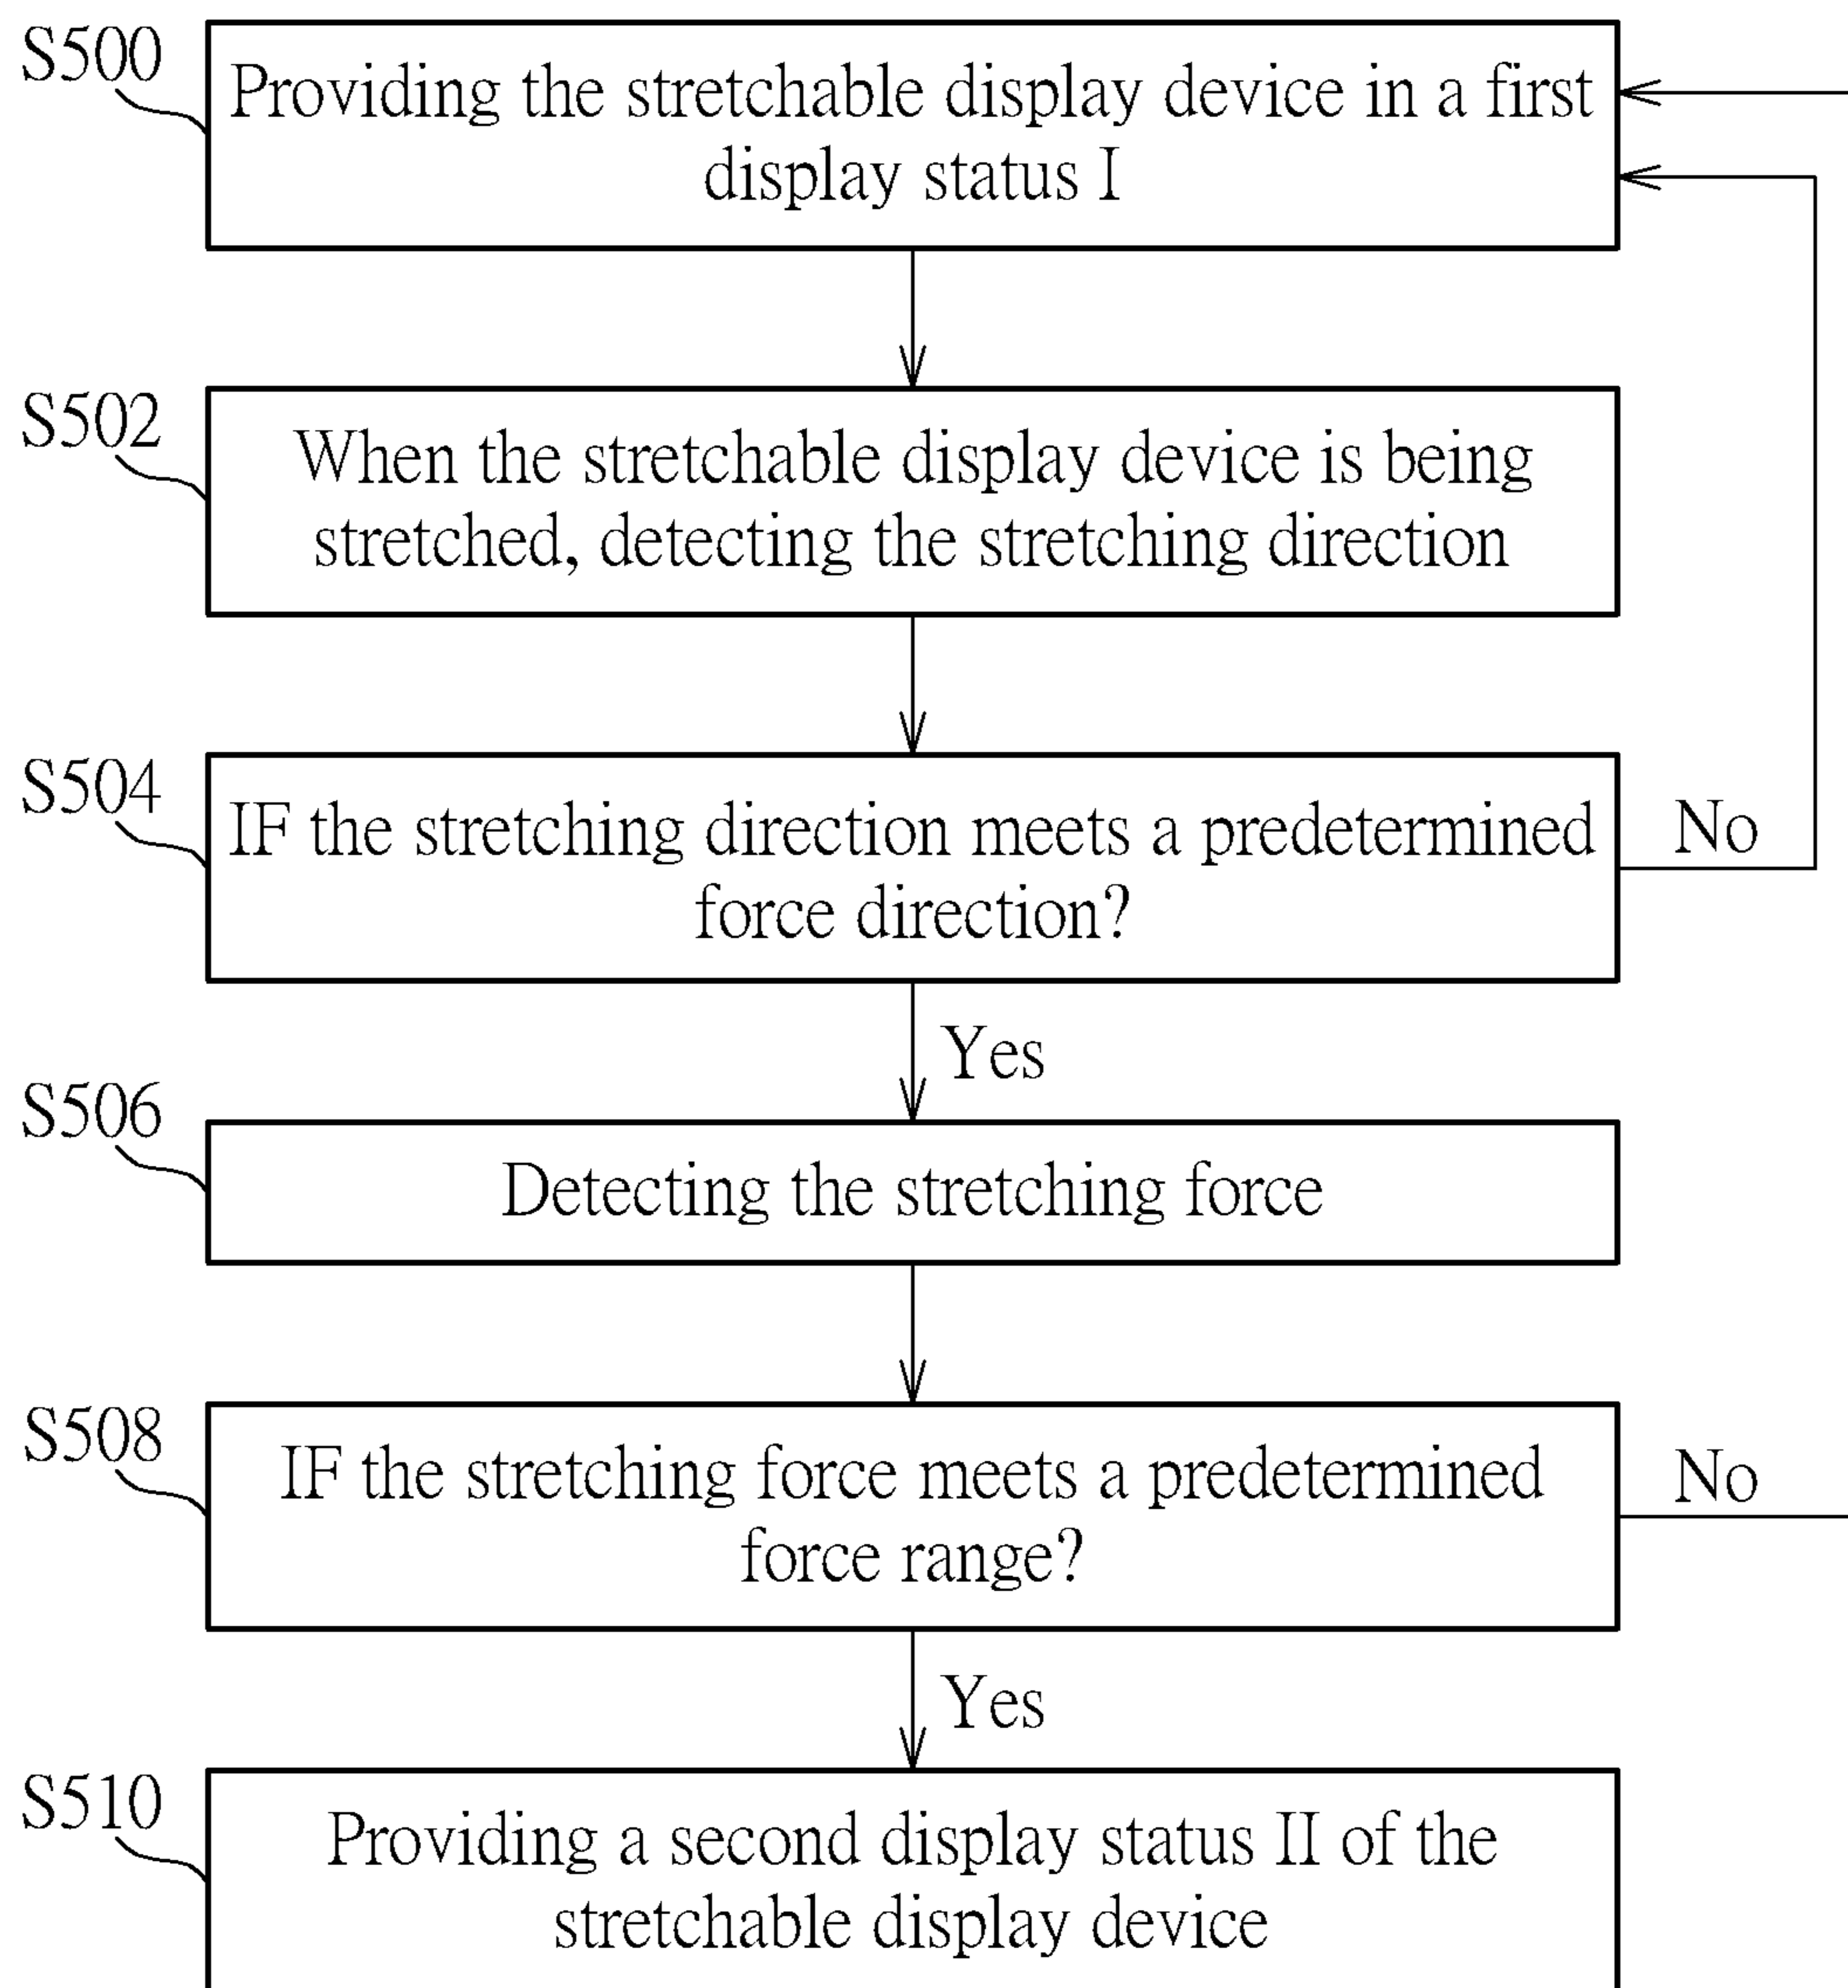 S500
Providing the stretchable display device in a first
display status I
S502
When the stretchable display device is being
stretched, detecting the stretching direction
S504
IF the stretching direction meets a predetermined
force direction?
No
Yes
S506
Detecting the stretching force
S508
IF the stretching force meets a predetermined
force range?
No
Yes
S510
Providing a second display status II of the
stretchable display device